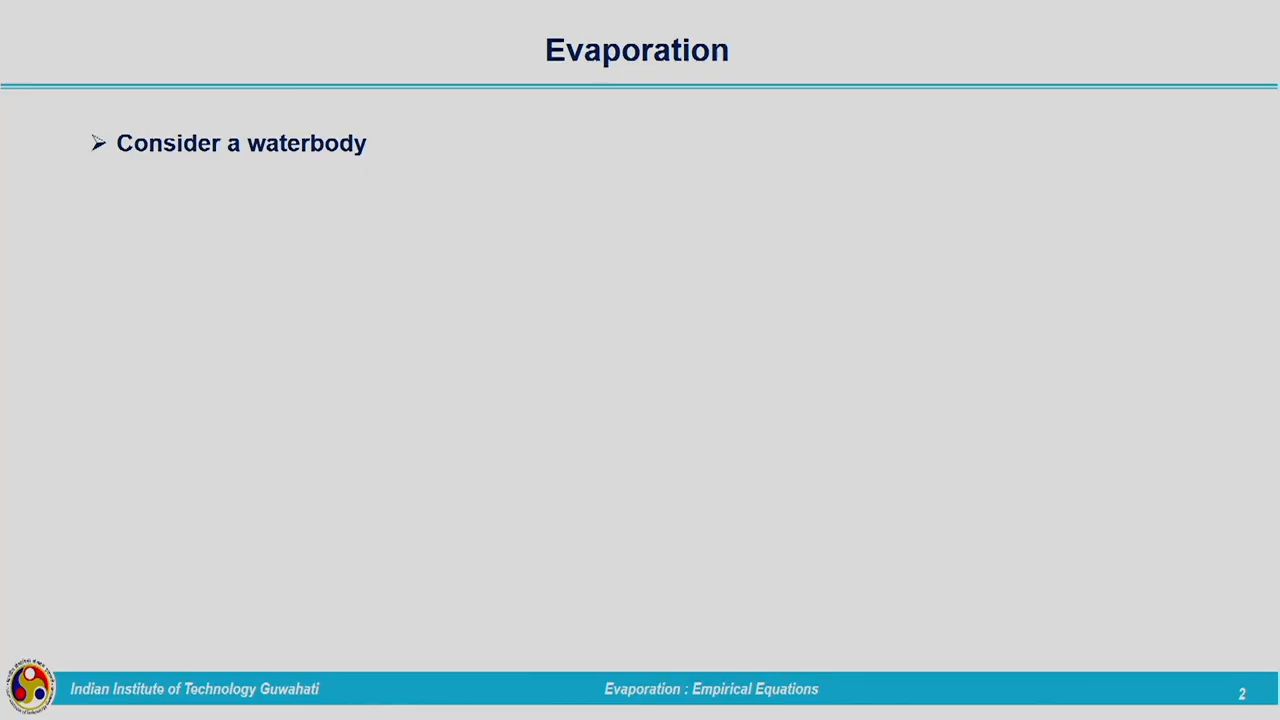 Evaporation
➢ Consider a waterbody
Indian Institute of Technology Guwahati
Evaporation : Empirical Equations
2